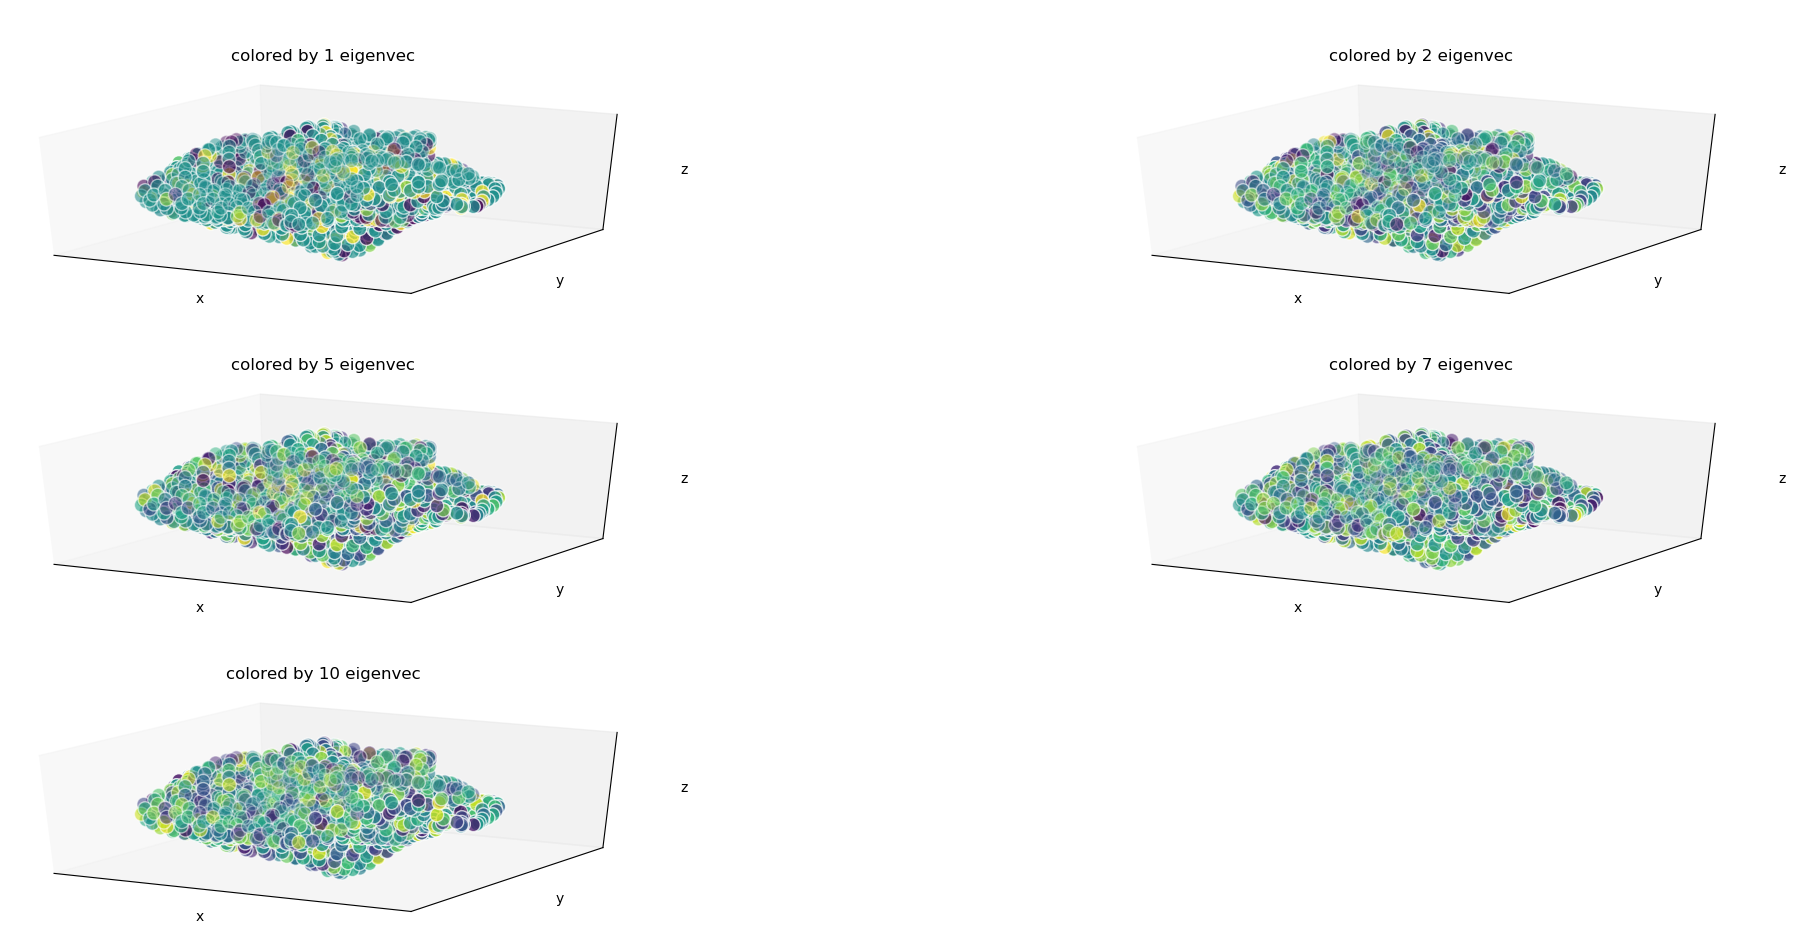 colored by 1 eigenvec
z
y
x
colored by 2 eigenvec
z
y
x
colored by 5 eigenvec
z
y
x
colored by 7 eigenvec
z
y
x
colored by 10 eigenvec
z
y
x